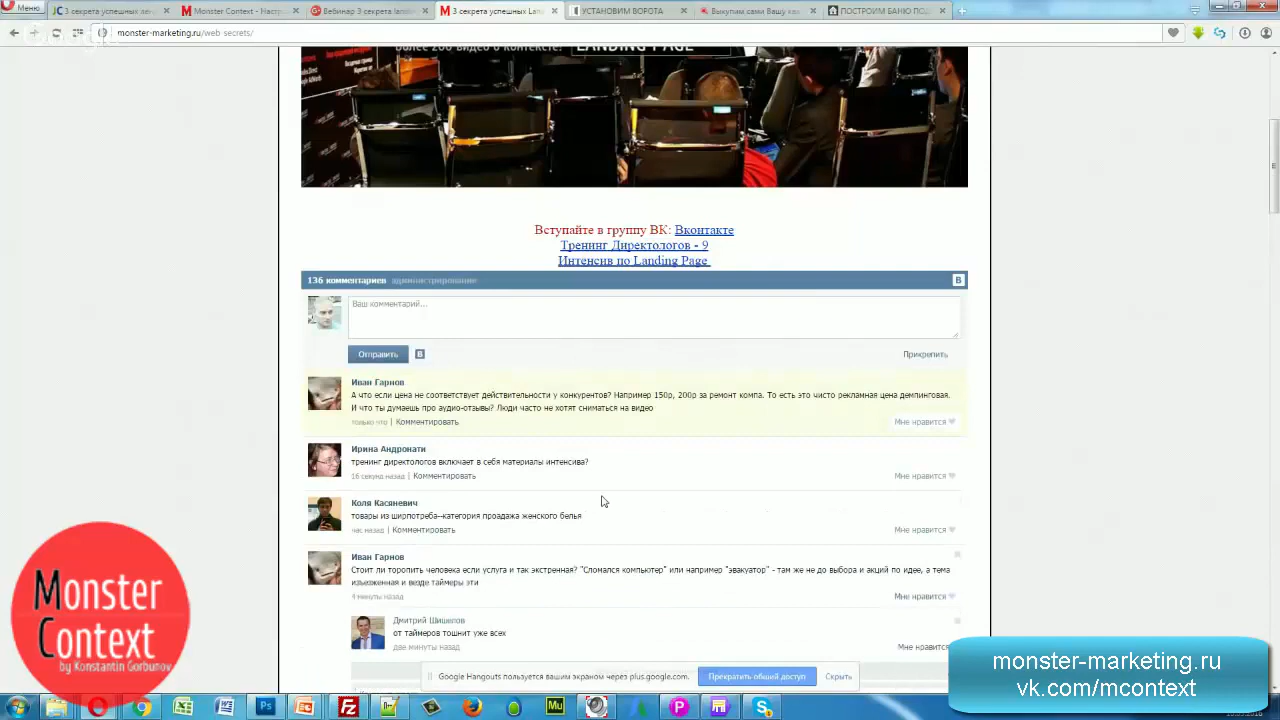 Меню
3 секрета успешных
Monster Context - Настр
Вебинар 3 секрета
3 секрета успешных Land
УСТАНОВИМ ВОРОТА
Выкупим сами Вашу
ПОСТРОИМ БАНЮ
monster-marketing.ru/web-secrets/
более 200 видео о контексте! LANDING PAGE
Вступайте в группу ВК: Вконтакте
Тренинг Директологов - 9
Интенсив по Landing Page
136 комментариев администрирование
Ваш комментарий...
Отправить
Прикрепить
Иван Гарнов
А что если цена не соответствует действительности у конкурентов? Например 150р, 200р за ремонт компа. То есть это чисто рекламная цена демпинговая.
И что ты думаешь про аудио-отзывы? Люди часто не хотят сниматься на видео
только что | Комментировать
Мне нравится
Ирина Андронати
тренинг директологов включает в себя материалы интенсива?
16 секунд назад | Комментировать
Мне нравится
Коля Касяневич
товары из ширпотреба--категория проадажа женского белья
час назад | Комментировать
Мне нравится
Иван Гарнов
Стоит ли торопить человека если услуга и так экстренная? "Сломался компьютер" или например "эвакуатор" - там же не до выбора и акций по идее, а тема
изъезженная и везде таймеры эти
4 минуты назад
Мне нравится
Дмитрий Шишелов
от таймеров тошнит уже всех
две минуты назад
Мне нравится
Google Hangouts пользуется вашим экраном через plus.google.com.
Прекратить общий доступ
Скрыть
Monster
Context
by Konstantin Gorbunov
monster-marketing.ru
vk.com/mcontext